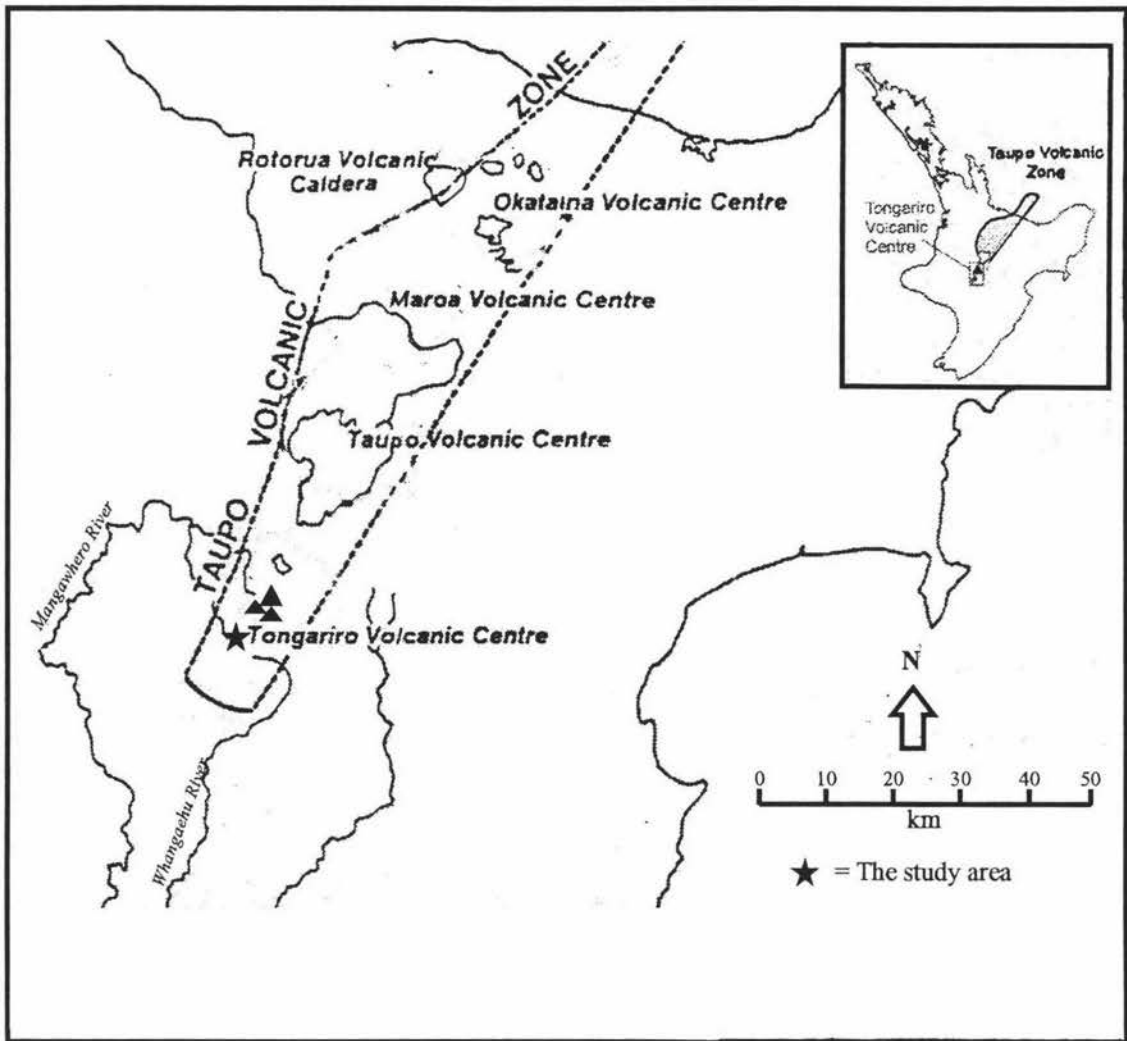 TAUPO VOLCANIC ZONE
Rotorua Volcanic
Caldera
Okataina Volcanic Centre
Maroa Volcanic Centre
Taupo Volcanic Centre
Tongariro Volcanic Centre
Mangawhero River
Whangaehu River
Taupo Volcanic
Zone
Tongariro
Volcanic
Centre
N
0 10 20 30 40 50
km
★ = The study area